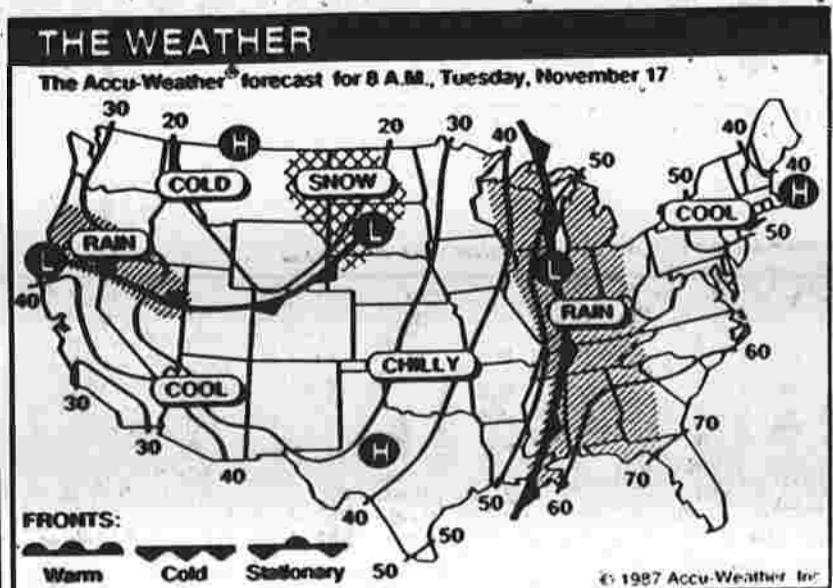 THE WEATHER
The Accu-Weather® forecast for 8 A.M., Tuesday, November 17
30
20
H
20
30
40
50
40
50
40
H
COLD
SNOW
COOL
50
RAIN
L
L
L
40
RAIN
60
CHILLY
COOL
30
30
40
H
70
70
50
60
40
50
50
FRONTS:
Warm
Cold
Stationary
© 1987 Accu-Weather, Inc.